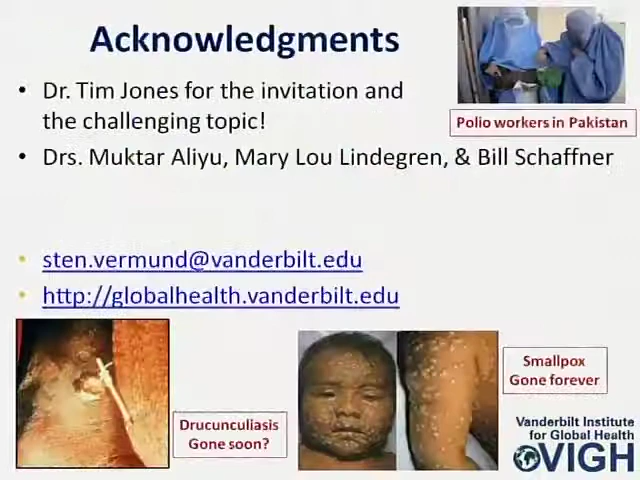 Acknowledgments
• Dr. Tim Jones for the invitation and
the challenging topic!
Polio workers in Pakistan
• Drs. Muktar Aliyu, Mary Lou Lindegren, & Bill Schaffner
• sten.vermund@vanderbilt.edu
• http://globalhealth.vanderbilt.edu
Drucunculiasis
Gone soon?
Smallpox
Gone forever
Vanderbilt Institute
for Global Health
VIGH